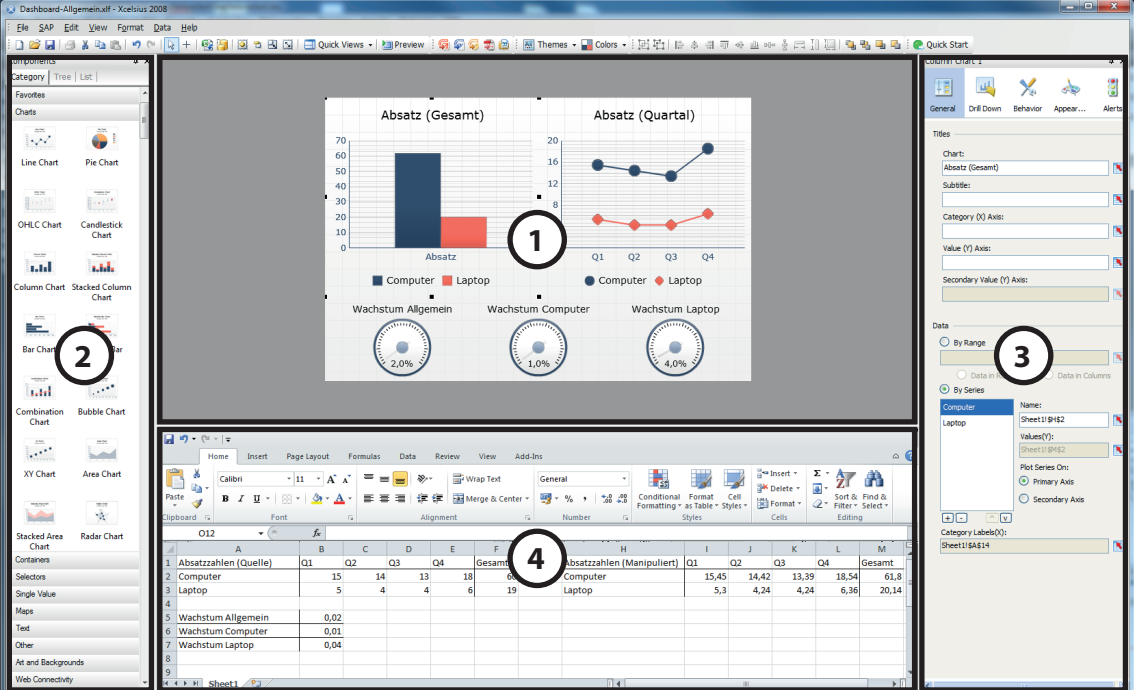 Dashboard-Allgemein.xlf - Xcelsius 2008
File SAP Edit View Format Data Help
Quick Views Preview Themes Colors Quick Start
Components
Category Tree List
Favorites
Charts
Line Chart Pie Chart
OHLC Chart Candlestick Chart
Column Chart Stacked Column Chart
Bar Chart Bar
2
Combination Chart Bubble Chart
XY Chart Area Chart
Stacked Area Chart Radar Chart
Containers
Selectors
Single Value
Maps
Text
Other
Art and Backgrounds
Web Connectivity
Absatz (Gesamt)
70
60
50
40
30
20
10
0
Absatz
Computer Laptop
Absatz (Quartal)
20
16
12
8
Q1 Q2 Q3 Q4
Computer Laptop
1
Wachstum Allgemein Wachstum Computer Wachstum Laptop
2,0% 1,0% 4,0%
Home Insert Page Layout Formulas Data Review View Add-Ins
Paste
Clipboard
Calibri 11 A A
B I U A
Font
Wrap Text
Merge & Center
Alignment
General
%
Number
Conditional Formatting Format as Table Cell Styles
Styles
Insert
Delete
Format
Cells
Σ
Sort & Filter Find & Select
Editing
O12 fx
A B C D E F H I J K L M
1 Absatzzahlen (Quelle) Q1 Q2 Q3 Q4 Gesamt Absatzzahlen (Manipuliert) Q1 Q2 Q3 Q4 Gesamt
2 Computer 15 14 13 18 Computer 15,45 14,42 13,39 18,54 61,8
3 Laptop 5 4 4 6 19 Laptop 5,3 4,24 4,24 6,36 20,14
4
5 Wachstum Allgemein 0,02
6 Wachstum Computer 0,01
7 Wachstum Laptop 0,04
8
9
4
Sheet1
Column Chart 1
General Drill Down Behavior Appear... Alerts
Titles
Chart:
Absatz (Gesamt)
Subtitle:
Category (X) Axis:
Value (Y) Axis:
Secondary Value (Y) Axis:
Data
By Range
3
Data in Data in Columns
By Series
Computer
Laptop
Name:
Sheet1!$H$2
Values(Y):
Sheet1!$M$2
Plot Series On:
Primary Axis
Secondary Axis
+ - ^ v
Category Labels(X):
Sheet1!$A$14